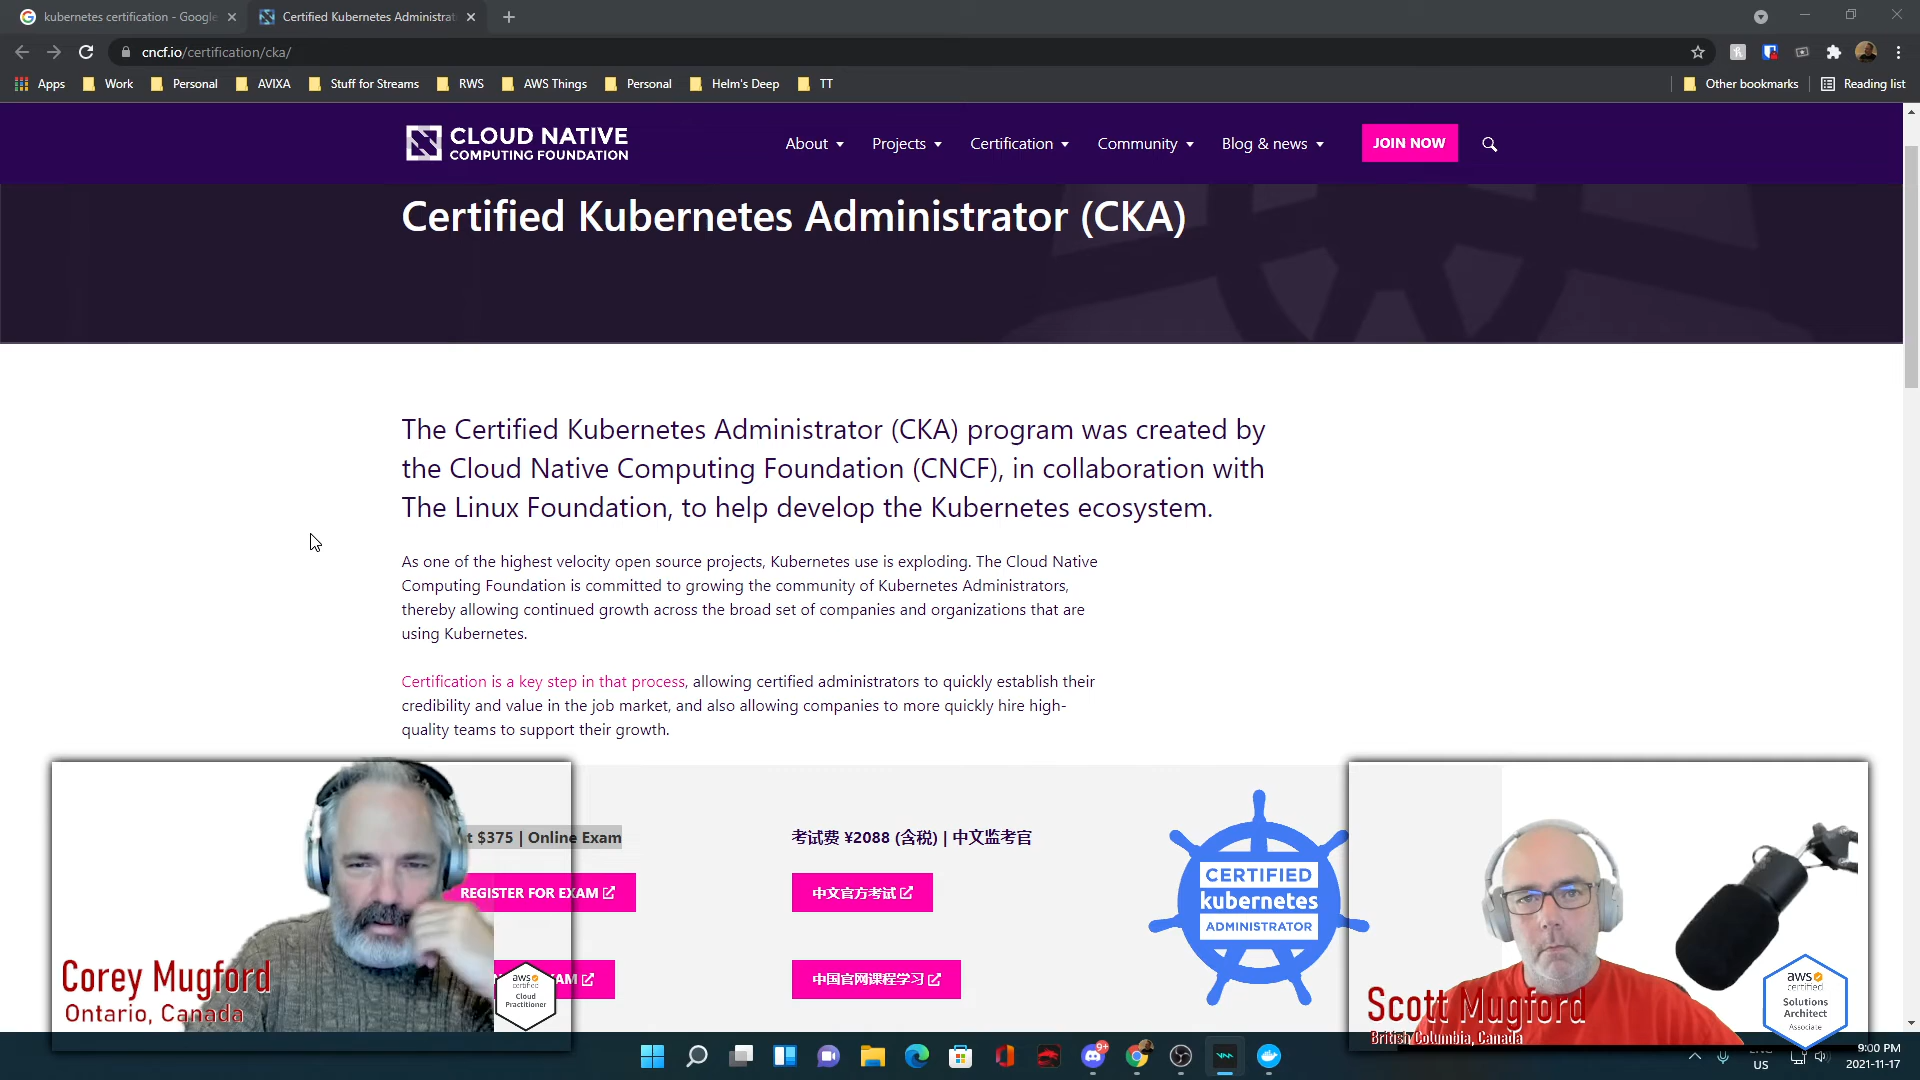 kubernetes certification - Google
Certified Kubernetes Administrat
cncf.io/certification/cka/
Apps
Work
Personal
AVIXA
Stuff for Streams
RWS
AWS Things
Personal
Helm's Deep
TT
Other bookmarks
Reading list
CLOUD NATIVE
COMPUTING FOUNDATION
About
Projects
Certification
Community
Blog & news
JOIN NOW
Certified Kubernetes Administrator (CKA)
The Certified Kubernetes Administrator (CKA) program was created by
the Cloud Native Computing Foundation (CNCF), in collaboration with
The Linux Foundation, to help develop the Kubernetes ecosystem.
As one of the highest velocity open source projects, Kubernetes use is exploding. The Cloud Native
Computing Foundation is committed to growing the community of Kubernetes Administrators,
thereby allowing continued growth across the broad set of companies and organizations that are
using Kubernetes.
Certification is a key step in that process, allowing certified administrators to quickly establish their
credibility and value in the job market, and also allowing companies to more quickly hire high-
quality teams to support their growth.
$375 | Online Exam
考试费 ¥2088 (含税) | 中文监考官
REGISTER FOR EXAM
中文官方考试
中国官网课程学习
CERTIFIED
kubernetes
ADMINISTRATOR
Corey Mugford
Ontario, Canada
aws
certified
Cloud
Practitioner
Scott Mugford
British Columbia, Canada
aws
certified
Solutions
Architect
Associate
9+
ENG
US
9:00 PM
2021-11-17